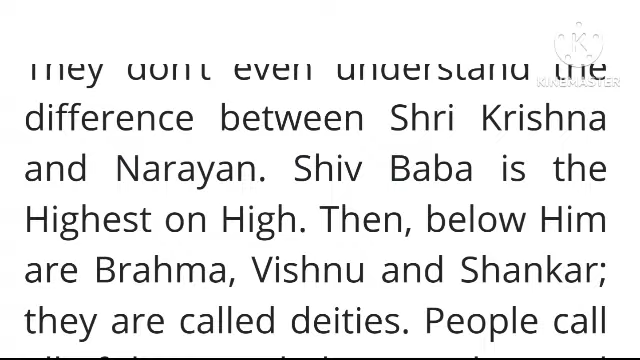 They don't even understand the
KINEMASTER
difference between Shri Krishna
and Narayan. Shiv Baba is the
Highest on High. Then, below Him
are Brahma, Vishnu and Shankar;
they are called deities. People call